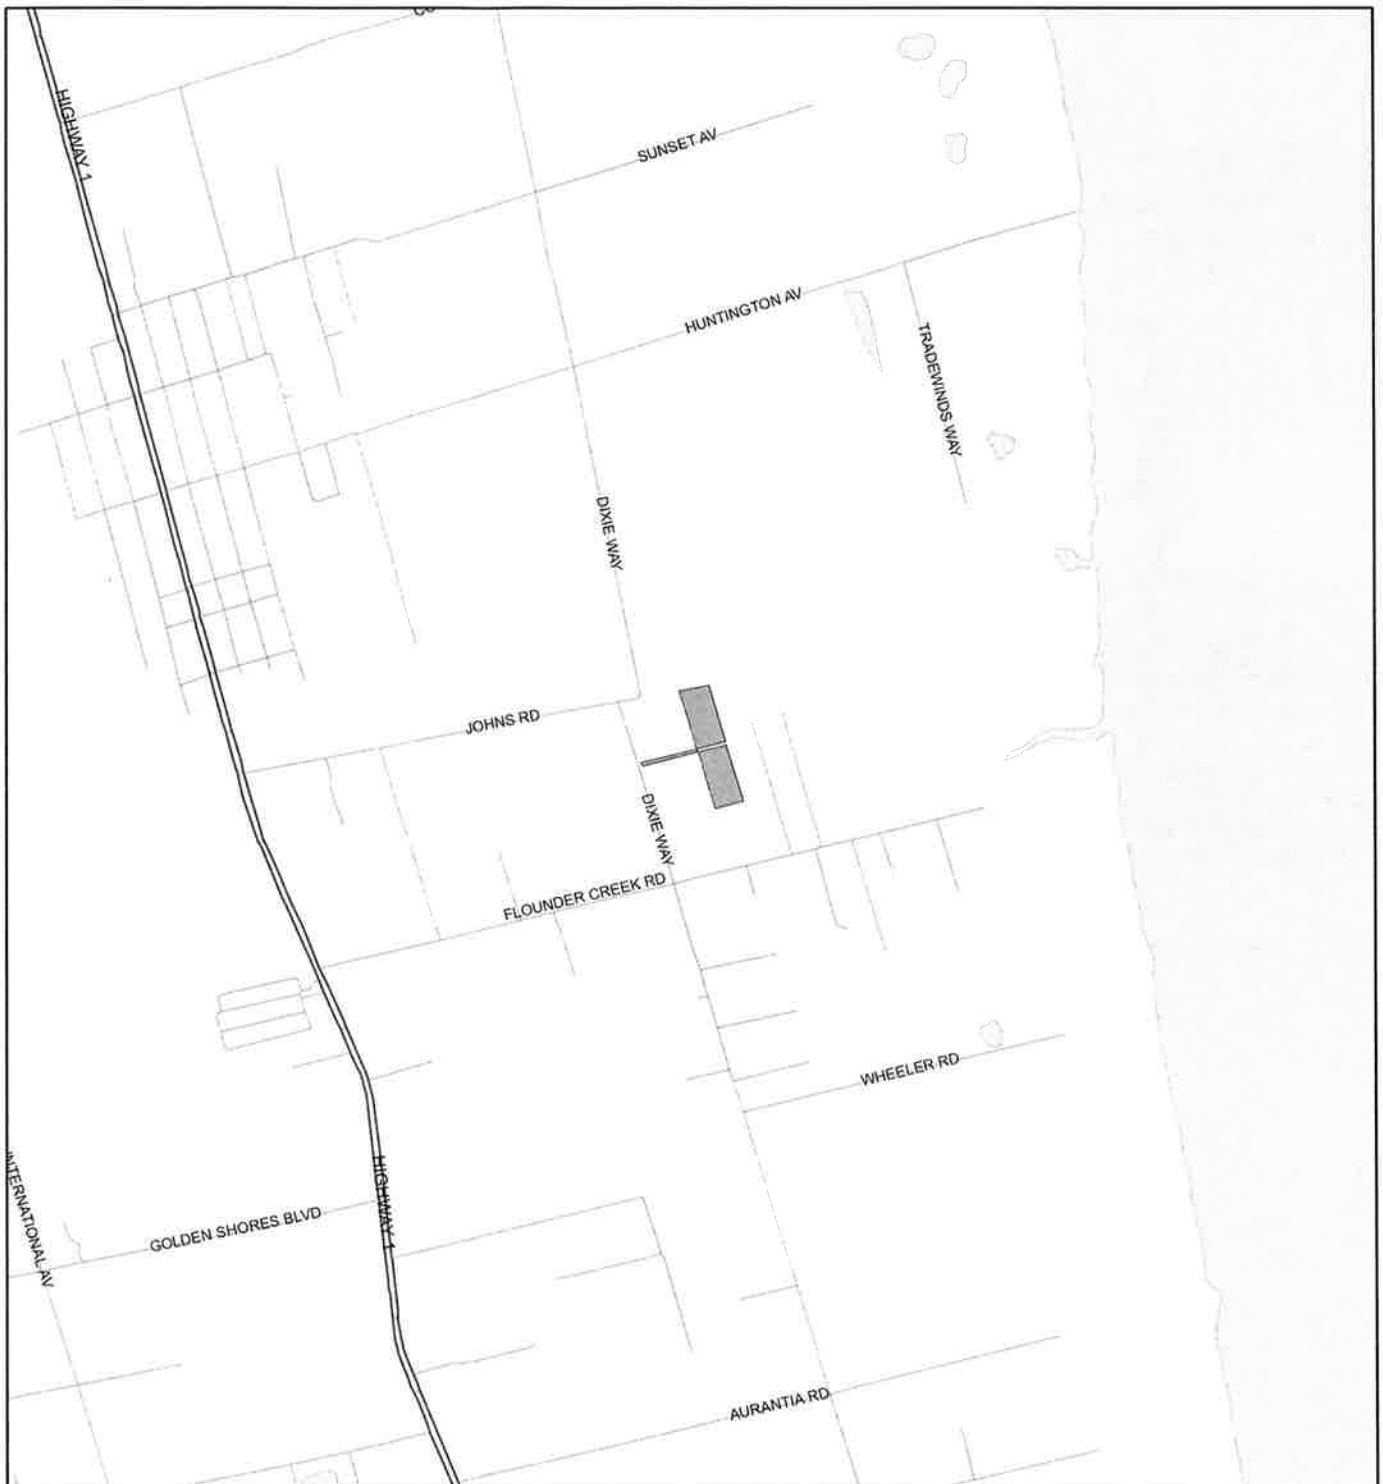 HIGHWAY 1
SUNSET AV
HUNTINGTON AV
TRADEWINDS WAY
DIXIE WAY
JOHNS RD
DIXIE WAY
FLOUNDER CREEK RD
WHEELER RD
HIGHWAY 1
INTERNATIONAL AV
GOLDEN SHORES BLVD
AURANTIA RD